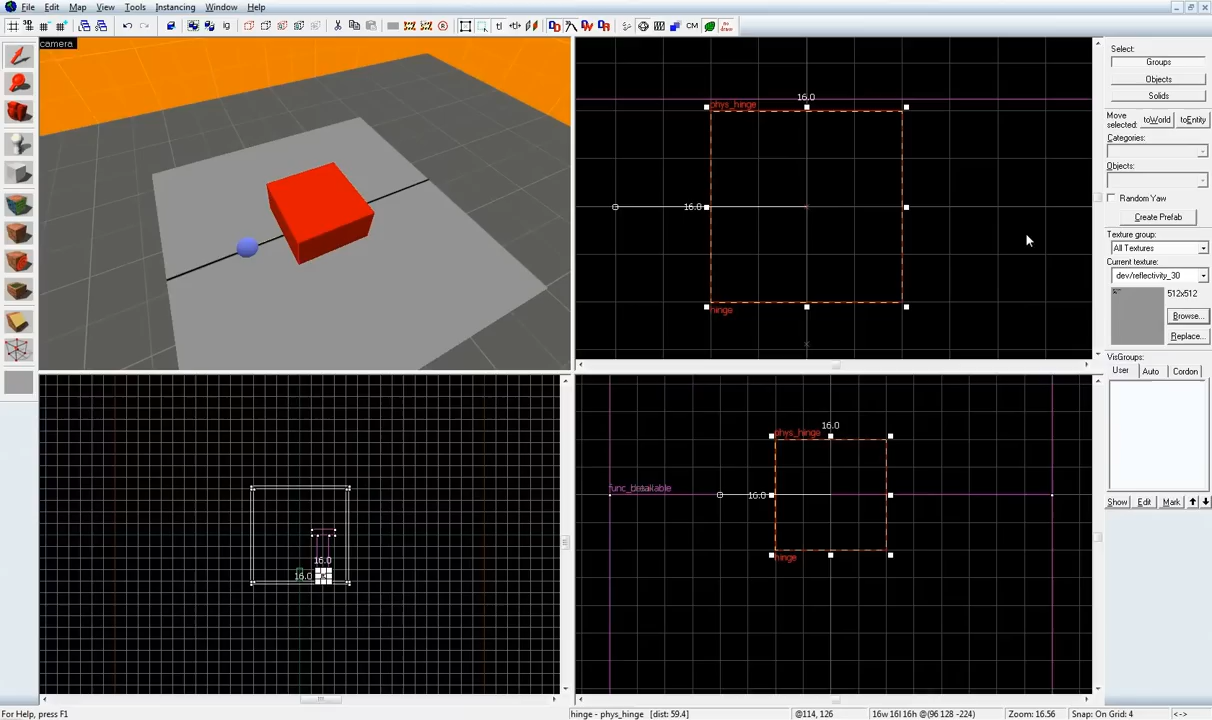 File Edit Map View Tools Instancing Window Help
camera
phys_hinge
16.0
16.0
hinge
16.0
16.0
phys_hinge
16.0
16.0
hinge
Select:
Groups
Objects
Solids
Move selected:
toWorld
toEntity
Categories:
Objects:
Random Yaw
Create Prefab
Texture group:
All Textures
Current texture:
dev/reflectivity_30
512x512
Browse...
Replace...
VisGroups:
User Auto Cordon
Show Edit Mark
For Help, press F1
hinge - phys_hinge [dist: 59.4]
@114, 126
16w 16l 16h @(96 128 -224)
Zoom: 16.56
Snap: On Grid: 4
<->